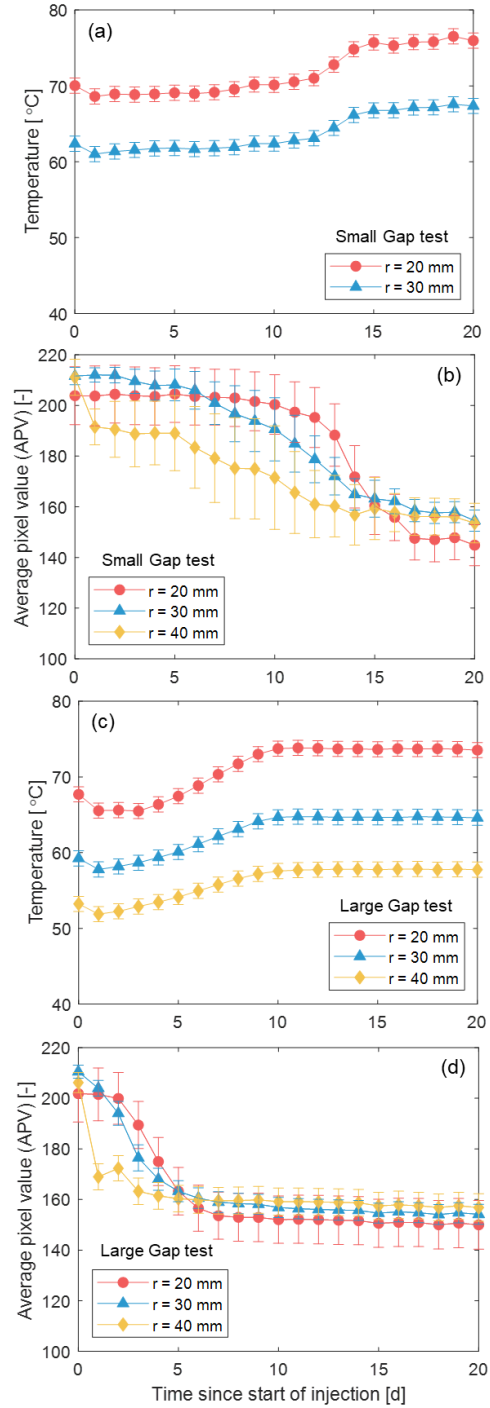 80
(a)
70
60
50
40
Temperature [ °C]
Small Gap test
r = 20 mm
r = 30 mm
0 5 10 15 20
220
(b)
200
180
160
140
120
100
Average pixel value (APV) [-]
Small Gap test
r = 20 mm
r = 30 mm
r = 40 mm
0 5 10 15 20
80
(c)
70
60
50
40
Temperature [ °C]
Large Gap test
r = 20 mm
r = 30 mm
r = 40 mm
0 5 10 15 20
220
(d)
200
180
160
140
120
100
Average pixel value (APV) [-]
Large Gap test
r = 20 mm
r = 30 mm
r = 40 mm
0 5 10 15 20
Time since start of injection [d]